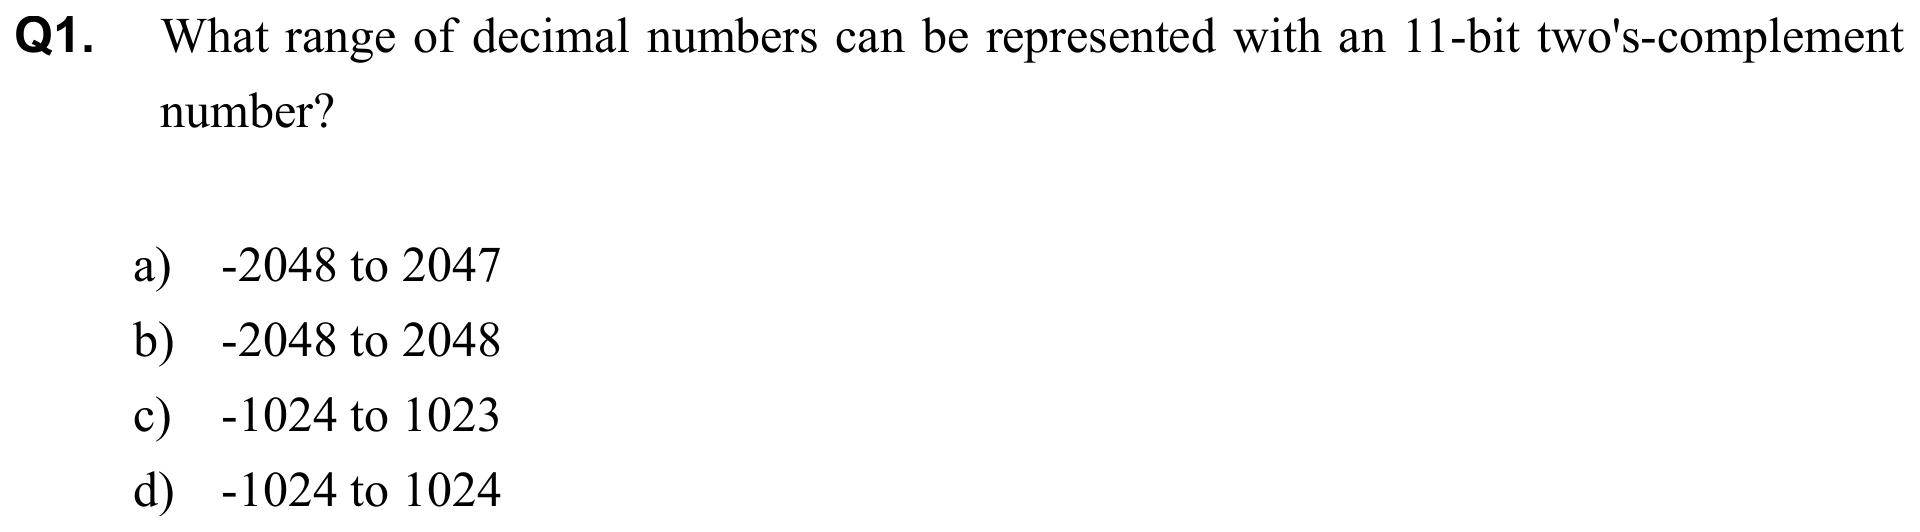 Q1. What range of decimal numbers can be represented with an 11-bit two's-complement
number?
a) -2048 to 2047
b) -2048 to 2048
c) -1024 to 1023
d) -1024 to 1024